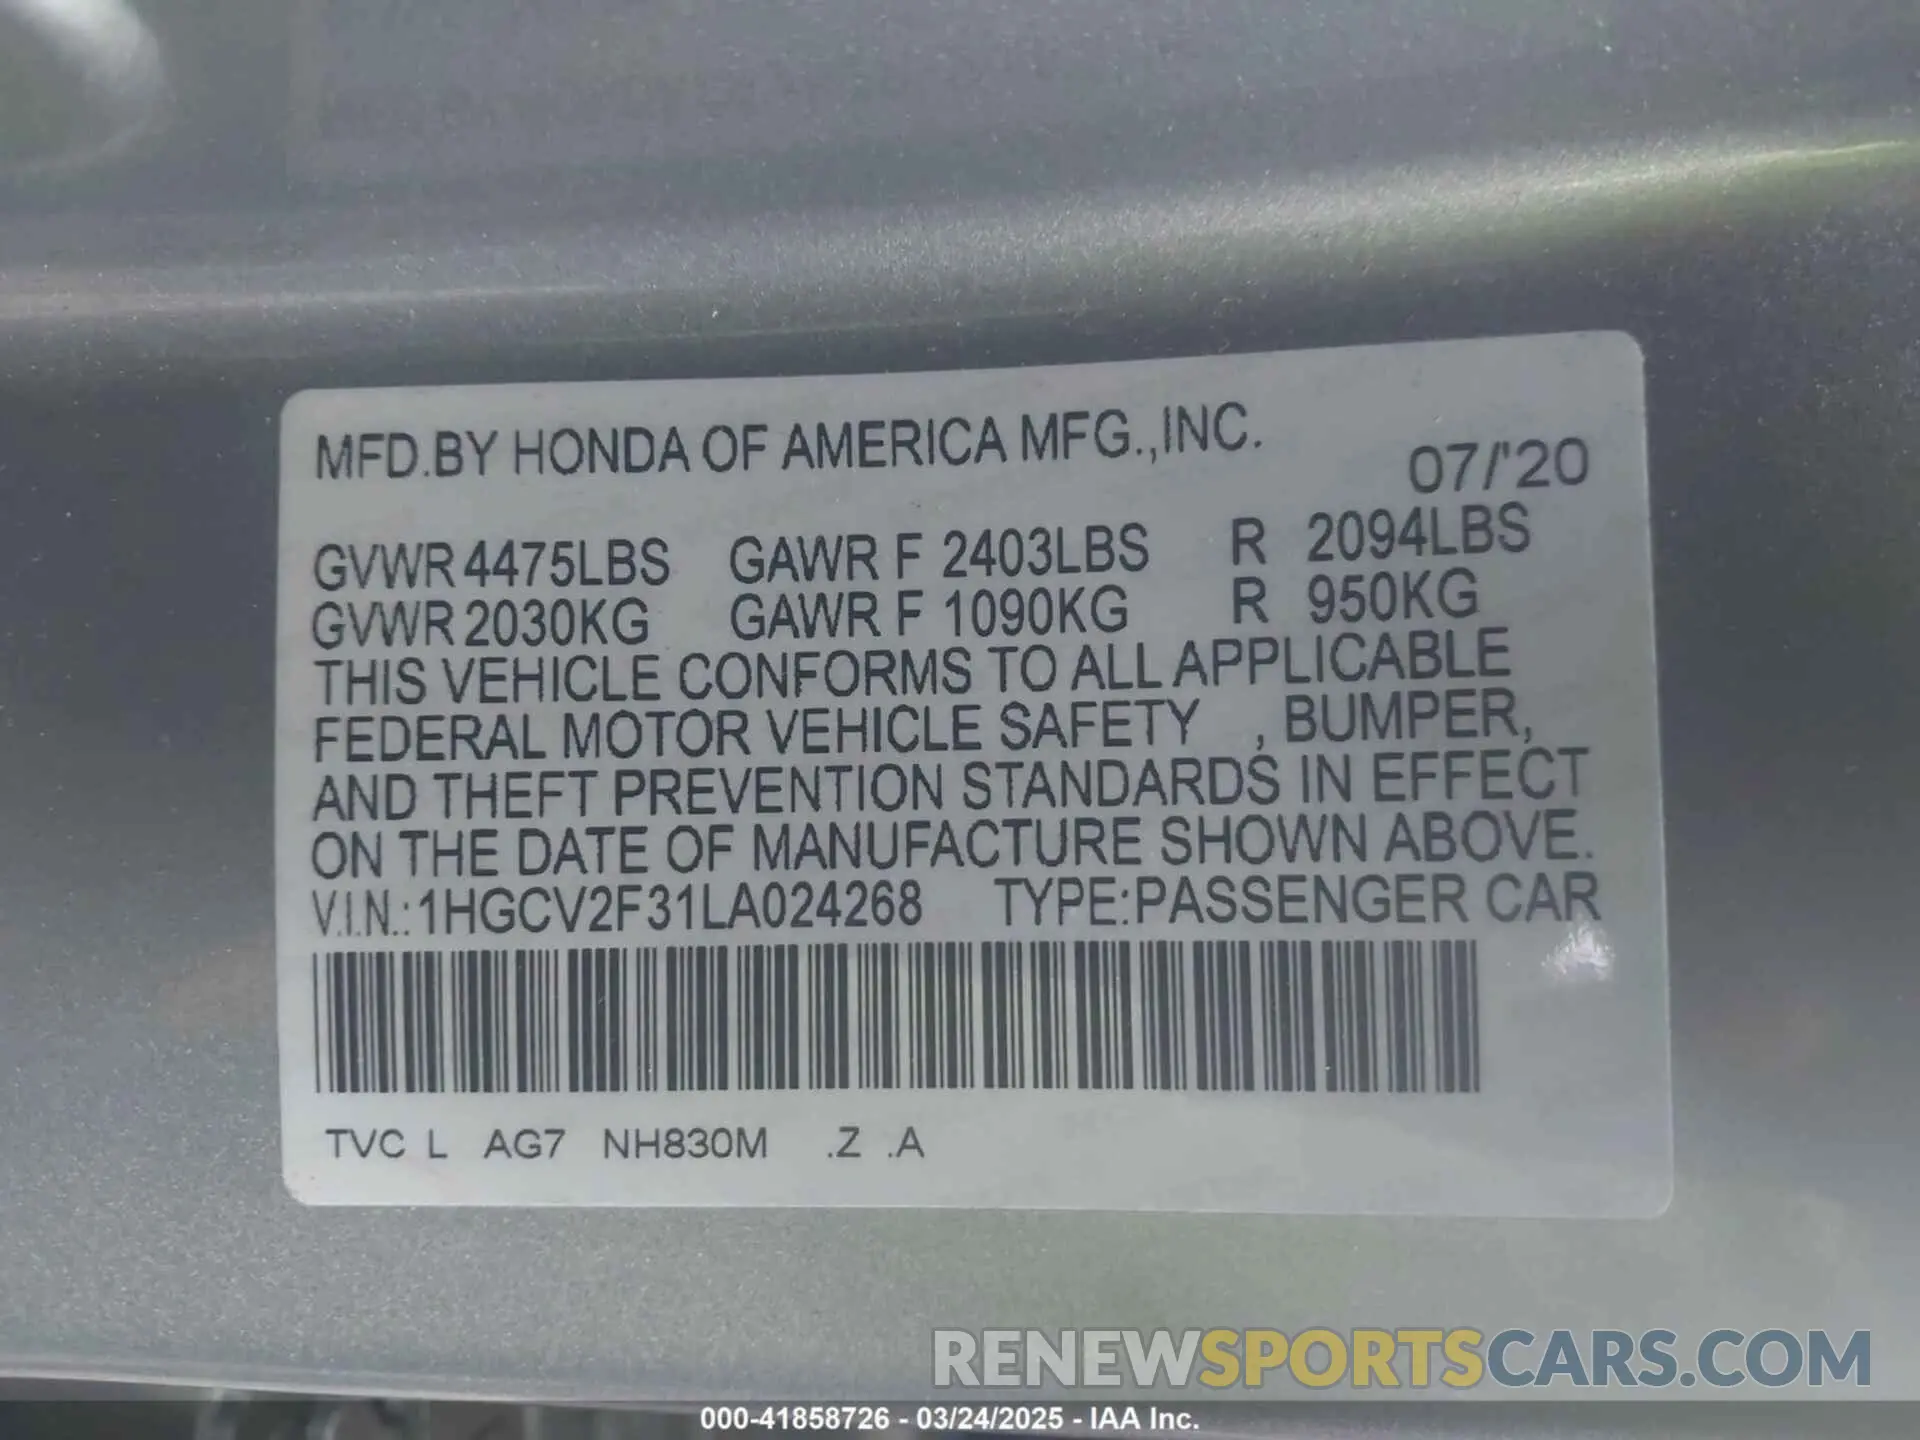 MFD.BY HONDA OF AMERICA MFG.,INC.
07/'20
GVWR 4475LBS GAWR F 2403LBS R 2094LBS
GVWR 2030KG GAWR F 1090KG R 950KG
THIS VEHICLE CONFORMS TO ALL APPLICABLE
FEDERAL MOTOR VEHICLE SAFETY , BUMPER,
AND THEFT PREVENTION STANDARDS IN EFFECT
ON THE DATE OF MANUFACTURE SHOWN ABOVE.
V.I.N.:1HGCV2F31LA024268 TYPE:PASSENGER CAR
TVC L AG7 NH830M .Z .A
RENEWSPORTSCARS.COM
000-41858726 - 03/24/2025 - IAA Inc.